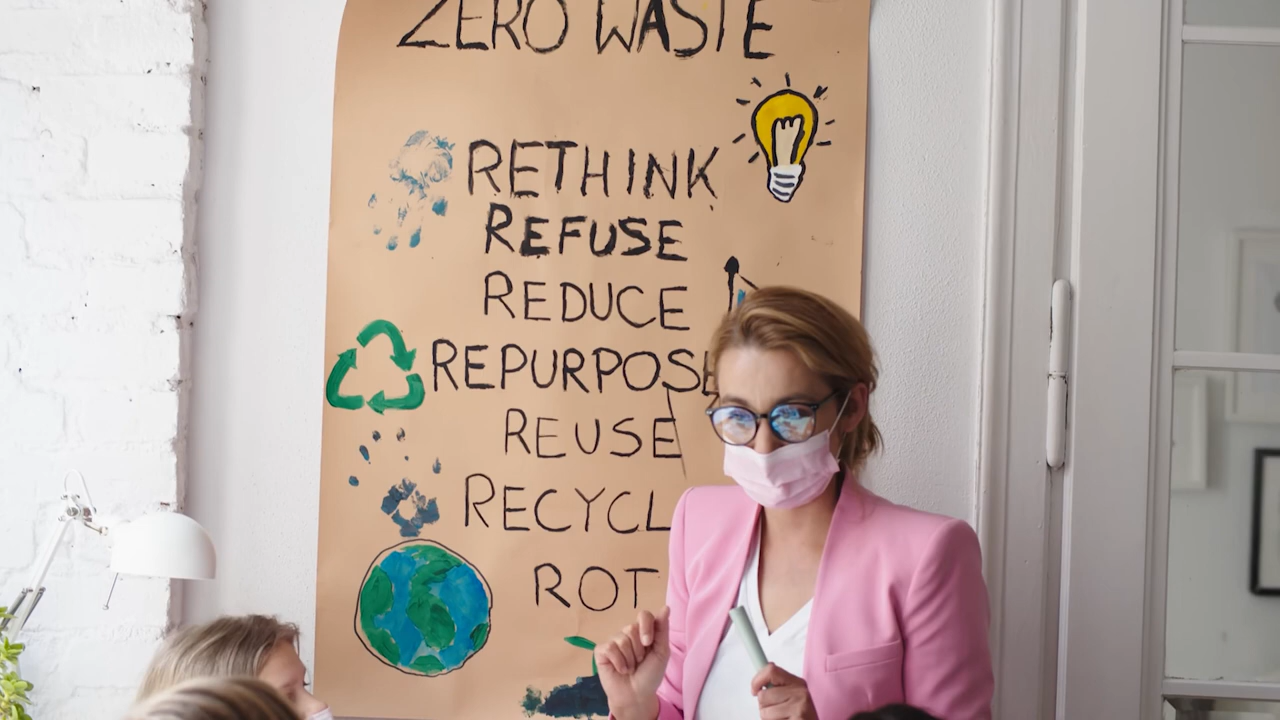 ZERO WASTE
RETHINK
REFUSE
REDUCE
REPURPOSE
REUSE
RECYCL
ROT